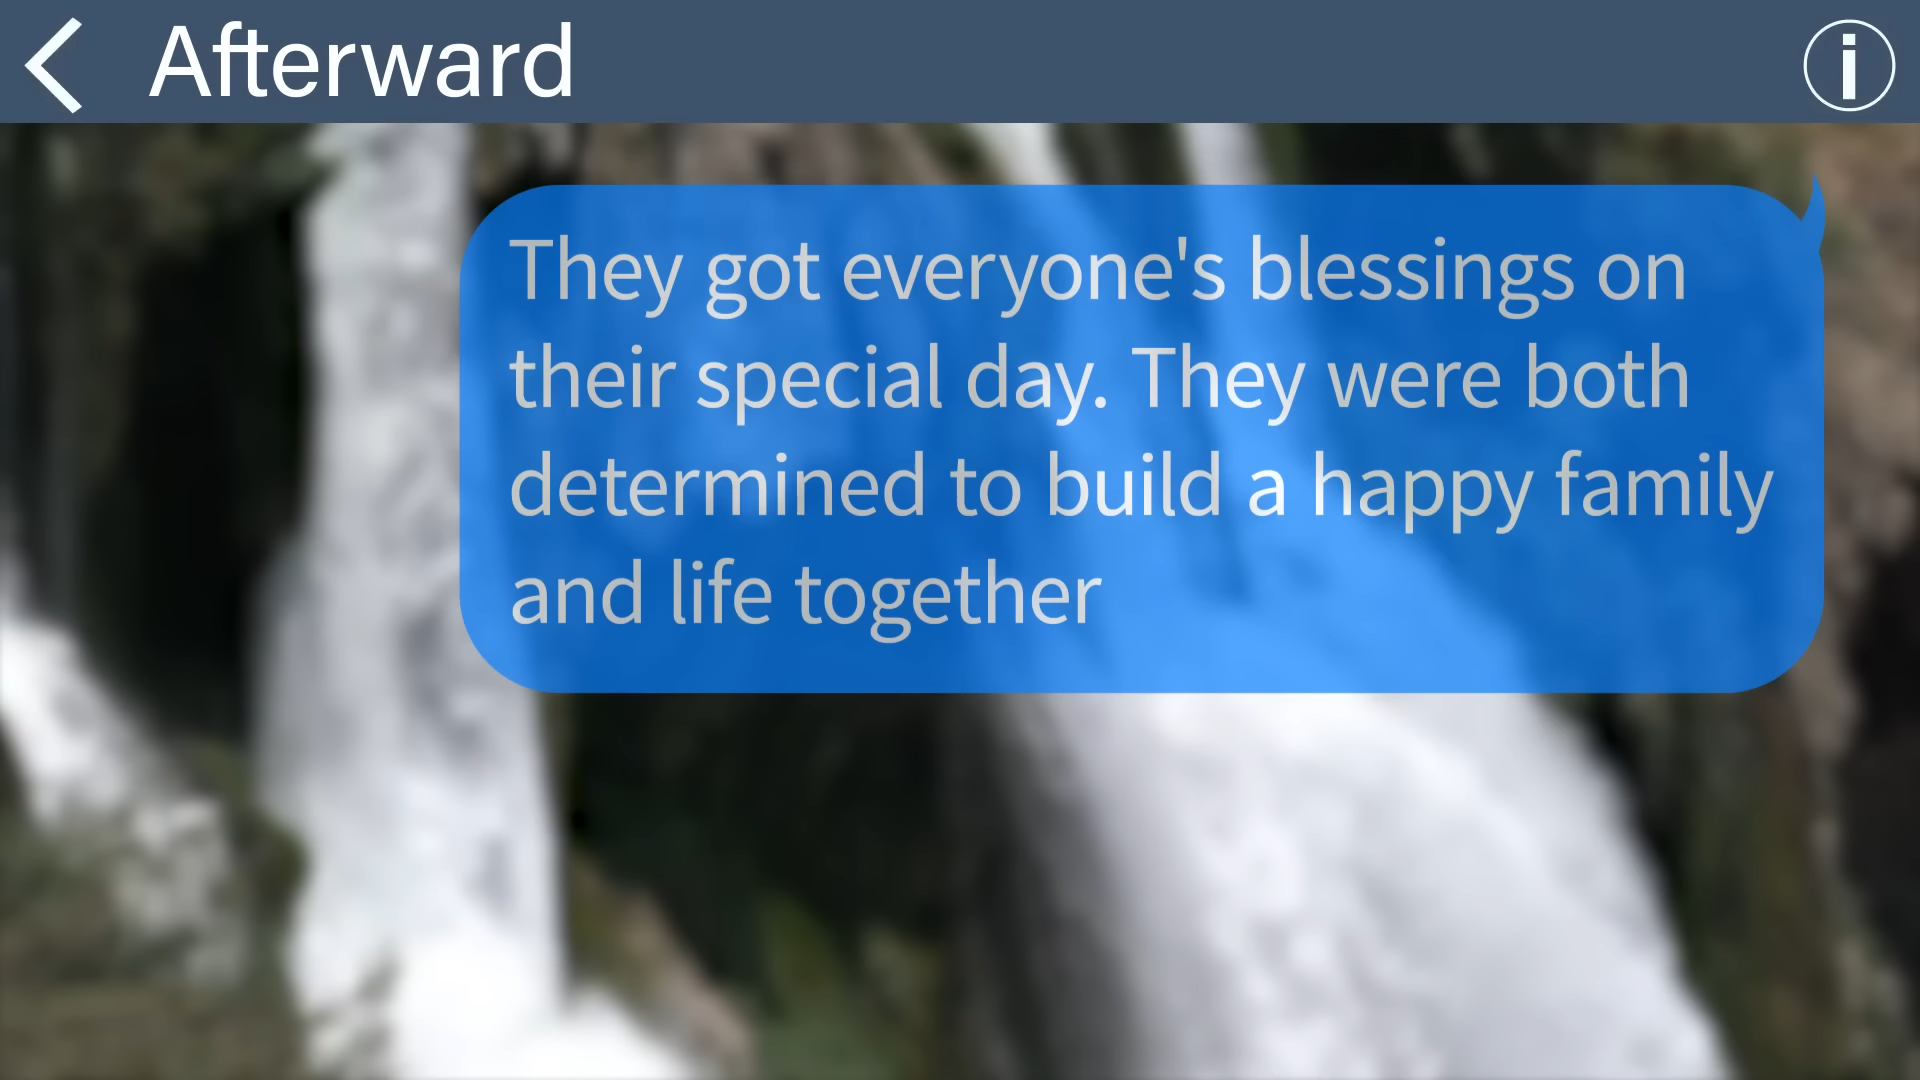 Afterward
They got everyone's blessings on
their special day. They were both
determined to build a happy family
and life together